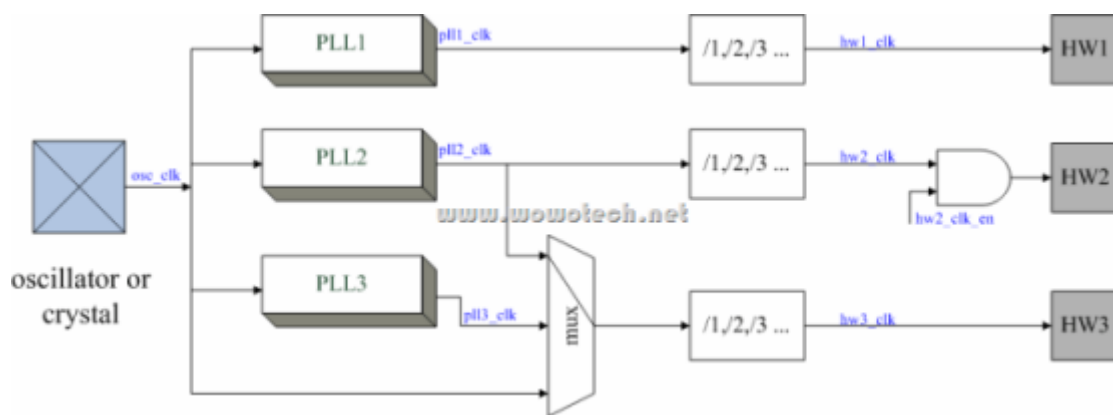 PLL1
pll1_clk
/1,/2,/3 ...
hw1_clk
HW1
PLL2
pll2_clk
/1,/2,/3 ...
hw2_clk
HW2
osc_clk
www.wowotech.net
hw2_clk_en
oscillator or
crystal
PLL3
pll3_clk
mux
/1,/2,/3 ...
hw3_clk
HW3